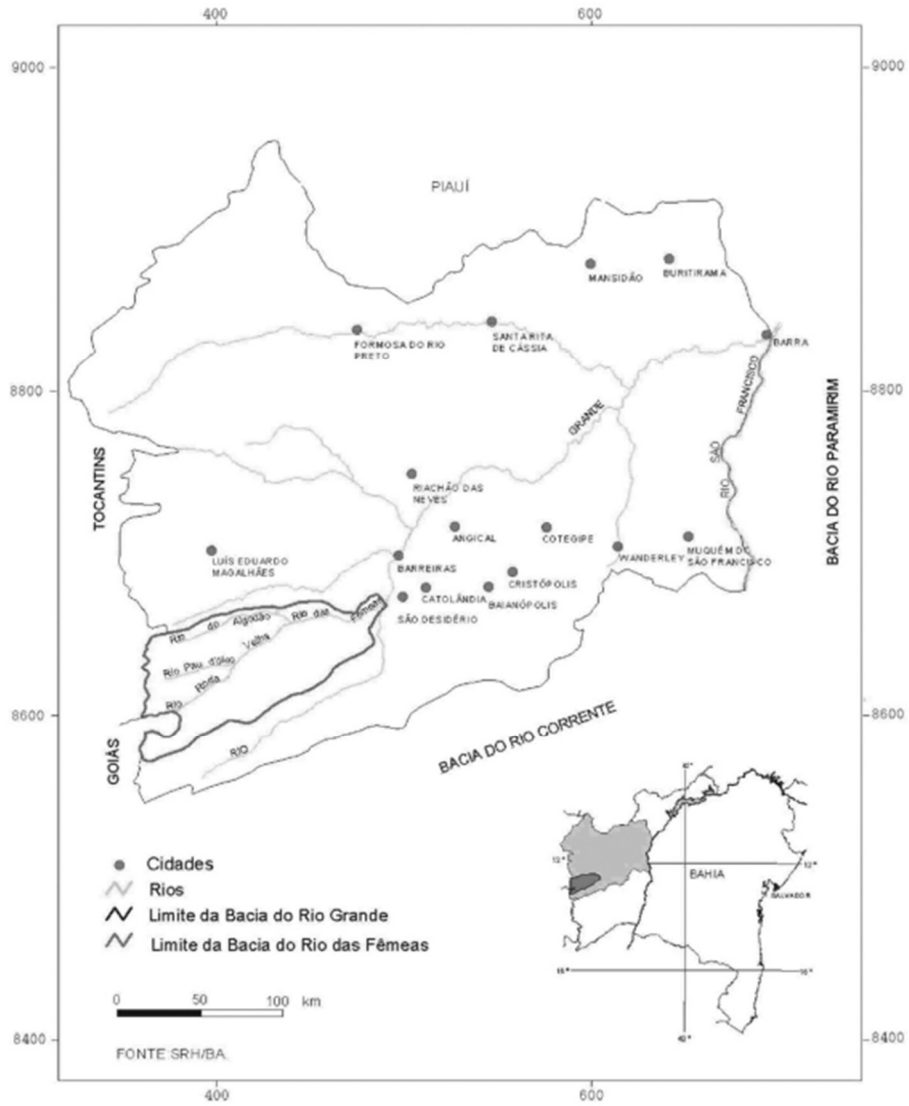 400 600
9000 9000
PIAUÍ
MANSIDÃO
BURITIRAMA
FORMOSA DO RIO
PRETO
SANTA RITA
DE CÁSSIA
BARRA
8800 8800
GRANDE
RIO SÃO FRANCISCO
BACIA DO RIO PARAMIRIM
TOCANTINS
RIACHÃO DAS
NEVES
ANGICAL
COTEGIPE
LUÍS EDUARDO
MAGALHÃES
BARREIRAS
WANDERLEY
MUQUÉM DO
SÃO FRANCISCO
CRISTÓPOLIS
CATOLÂNDIA
BAIANÓPOLIS
SÃO DESIDÉRIO
Rio do Algodão
Rio das Fêmeas
Rio Pau d'óleo
Rio Roda Velha
8600 8600
GOIÁS
RIO
BACIA DO RIO CORRENTE
Cidades
Rios
Limite da Bacia do Rio Grande
Limite da Bacia do Rio das Fêmeas
0 50 100 km
FONTE SRH/BA.
12° 12°
BAHIA
SALVADOR
8400 8400
400 600